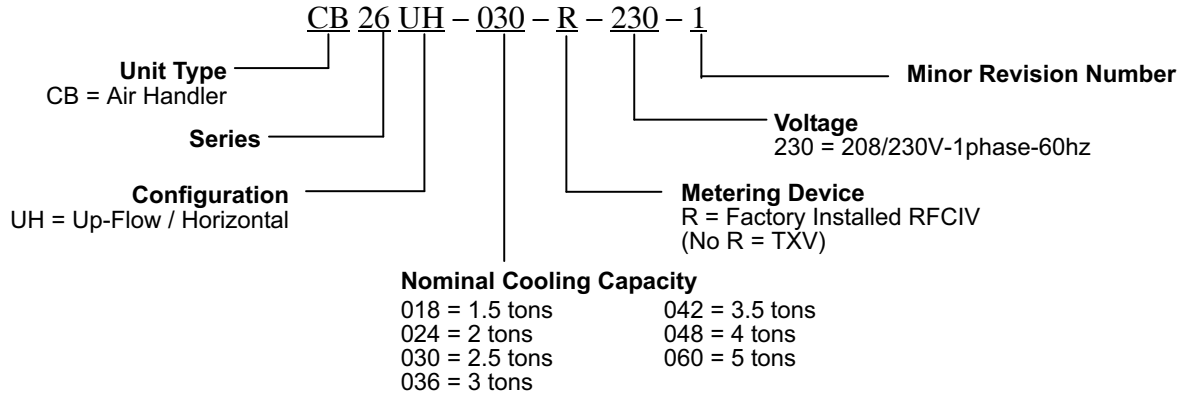 CB 26 UH – 030 – R – 230 – 1
Unit Type
CB = Air Handler
Series
Configuration
UH = Up-Flow / Horizontal
Minor Revision Number
Voltage
230 = 208/230V-1phase-60hz
Metering Device
R = Factory Installed RFCIV
(No R = TXV)
Nominal Cooling Capacity
018 = 1.5 tons
024 = 2 tons
030 = 2.5 tons
036 = 3 tons
042 = 3.5 tons
048 = 4 tons
060 = 5 tons